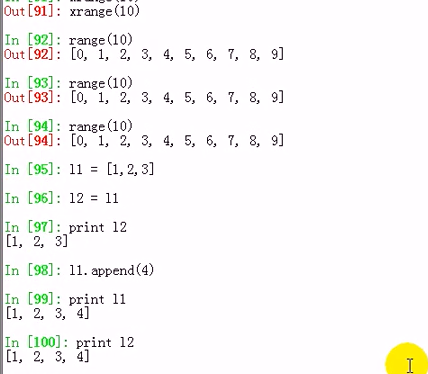 Out[91]: xrange(10)
In [92]: range(10)
Out[92]: [0, 1, 2, 3, 4, 5, 6, 7, 8, 9]
In [93]: range(10)
Out[93]: [0, 1, 2, 3, 4, 5, 6, 7, 8, 9]
In [94]: range(10)
Out[94]: [0, 1, 2, 3, 4, 5, 6, 7, 8, 9]
In [95]: l1 = [1,2,3]
In [96]: l2 = l1
In [97]: print l2
[1, 2, 3]
In [98]: l1.append(4)
In [99]: print l1
[1, 2, 3, 4]
In [100]: print l2
[1, 2, 3, 4]